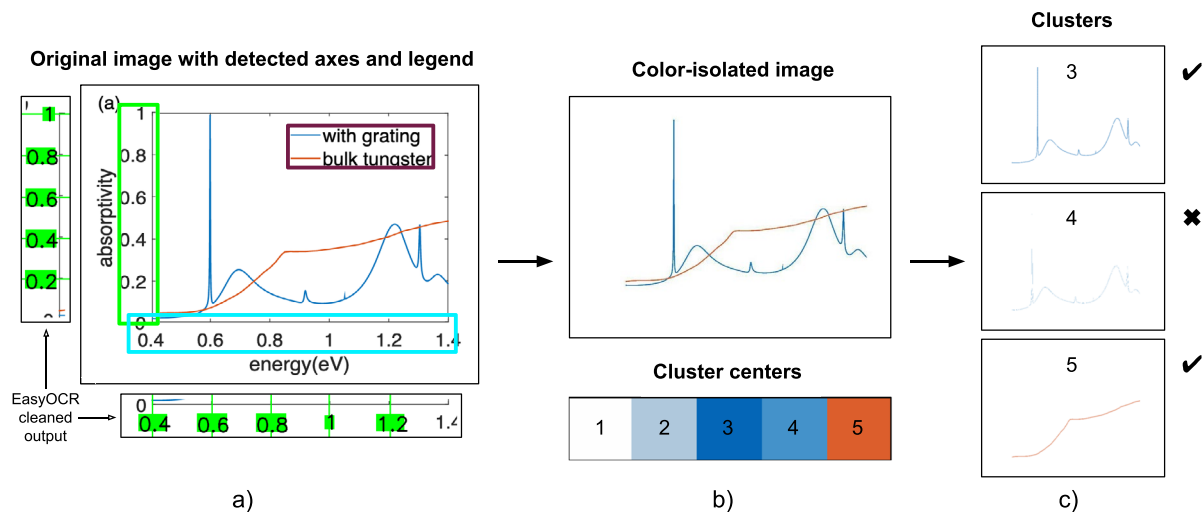 Original image with detected axes and legend
(a)
absorptivity
1
0.8
0.6
0.4
0.2
0
with grating
bulk tungster
0.4 0.6 0.8 1 1.2 1.4
energy(eV)
1
0.8
0.6
0.4
0.2
EasyOCR
cleaned
output
0.4 0.6 0.8 1 1.2 1.4
a)
Color-isolated image
Cluster centers
1 2 3 4 5
b)
Clusters
3
✔
4
✖
5
✔
c)